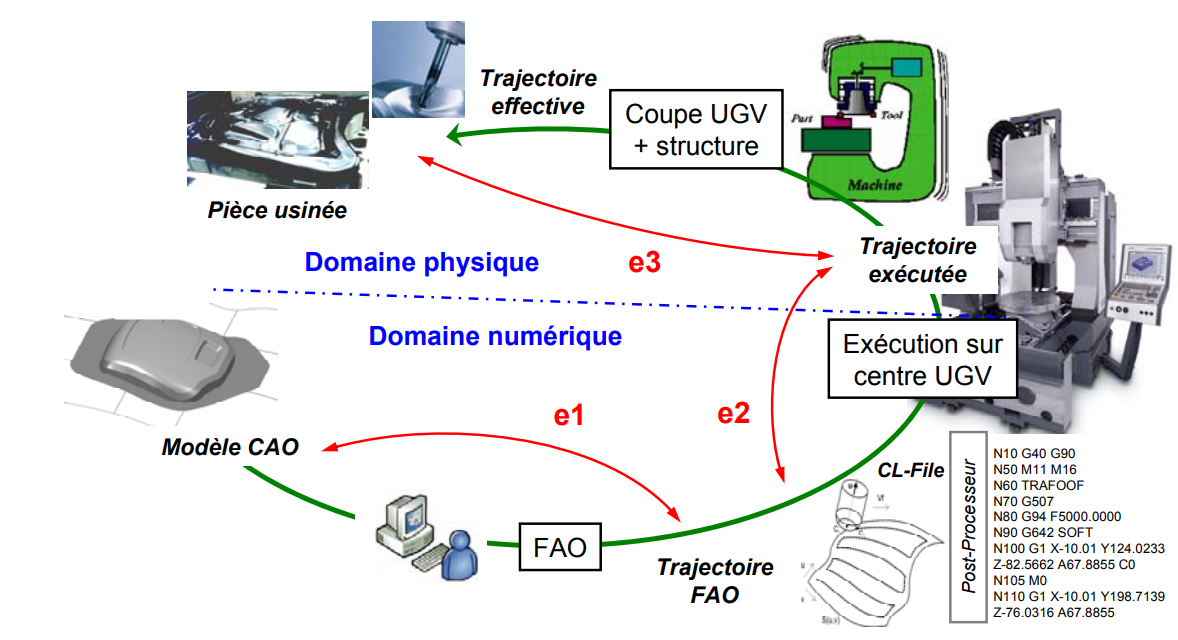 Trajectoire
effective
Coupe UGV
+ structure
Part
Tool
Machine
Pièce usinée
Trajectoire
exécutée
Domaine physique
e3
Domaine numérique
Exécution sur
centre UGV
e1
e2
Modèle CAO
CL-File
FAO
Trajectoire
FAO
Post-Processeur
N10 G40 G90
N50 M11 M16
N60 TRAFOOF
N70 G507
N80 G94 F5000.0000
N90 G642 SOFT
N100 G1 X-10.01 Y124.0233
Z-82.5662 A67.8855 C0
N105 M0
N110 G1 X-10.01 Y198.7139
Z-76.0316 A67.8855
Vf
u
v
S(u,v)